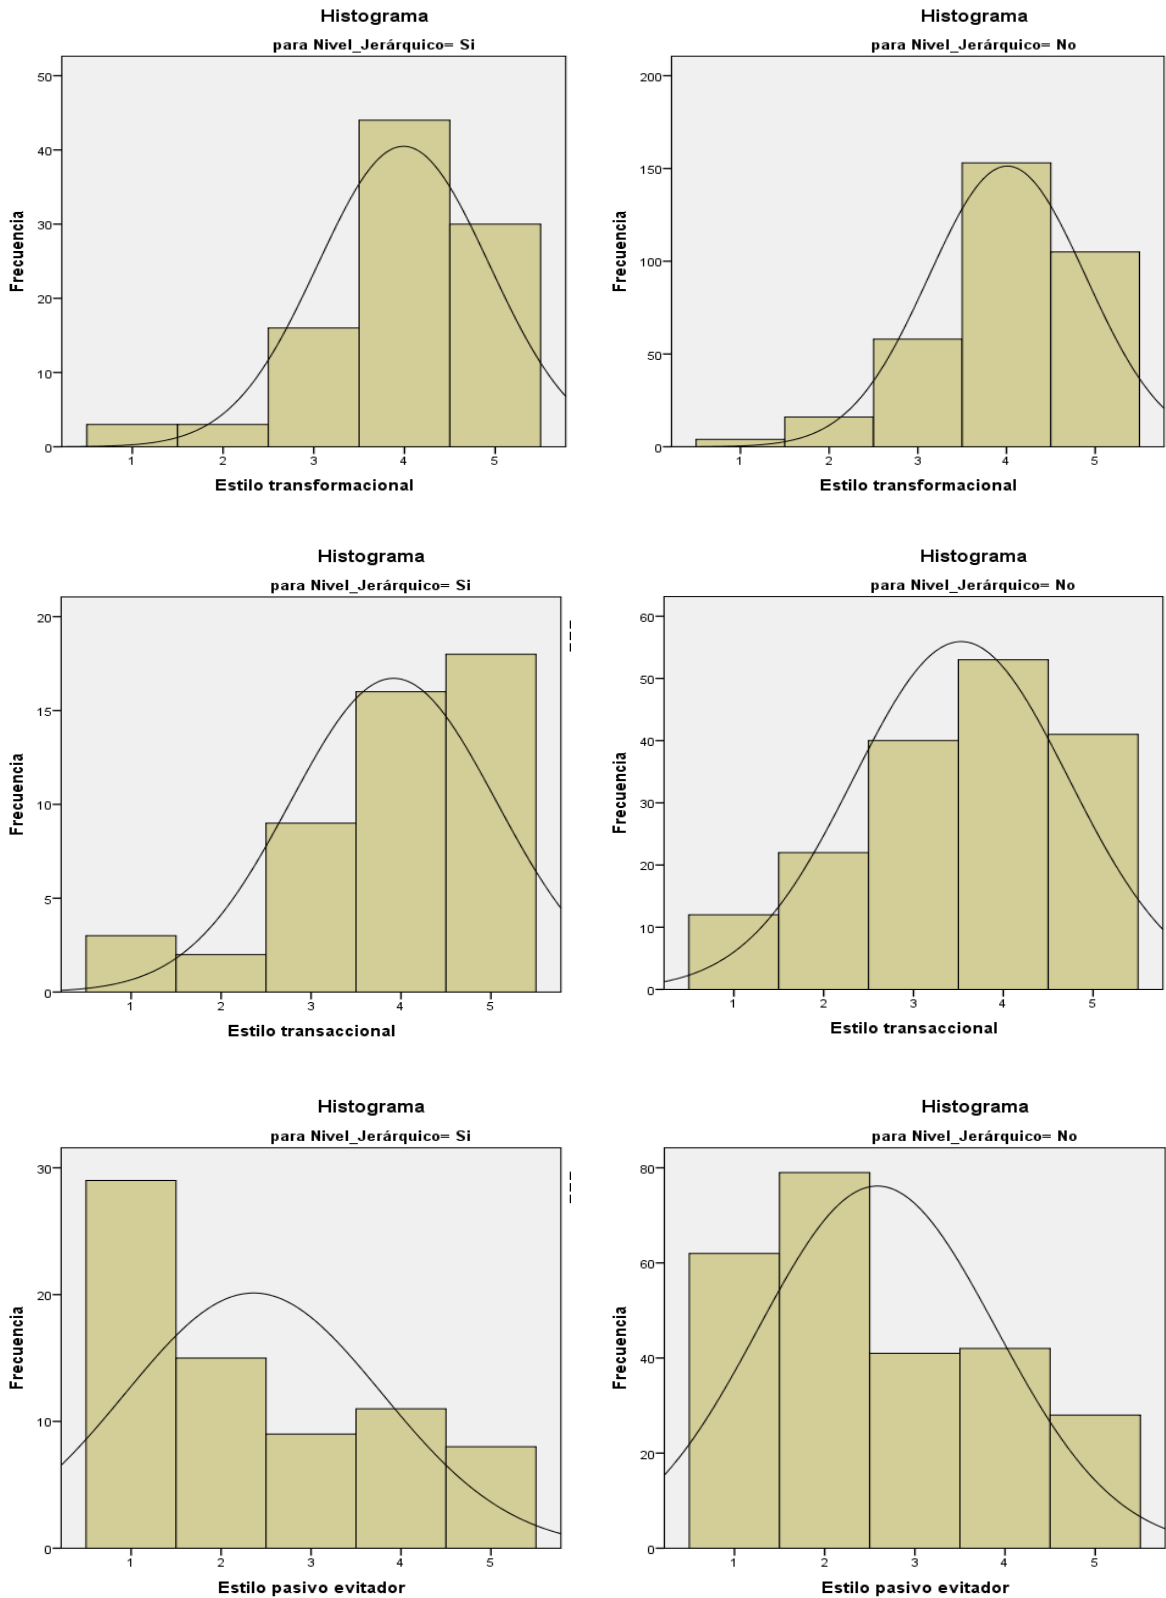 Histograma
para Nivel_Jerárquico= Si
50
40
30
20
10
0
Frecuencia
1 2 3 4 5
Estilo transformacional
Histograma
para Nivel_Jerárquico= No
200
150
100
50
0
Frecuencia
1 2 3 4 5
Estilo transformacional
Histograma
para Nivel_Jerárquico= Si
20
15
10
5
0
Frecuencia
1 2 3 4 5
Estilo transaccional
Histograma
para Nivel_Jerárquico= No
60
50
40
30
20
10
0
Frecuencia
1 2 3 4 5
Estilo transaccional
Histograma
para Nivel_Jerárquico= Si
30
20
10
0
Frecuencia
1 2 3 4 5
Estilo pasivo evitador
Histograma
para Nivel_Jerárquico= No
80
60
40
20
0
Frecuencia
1 2 3 4 5
Estilo pasivo evitador